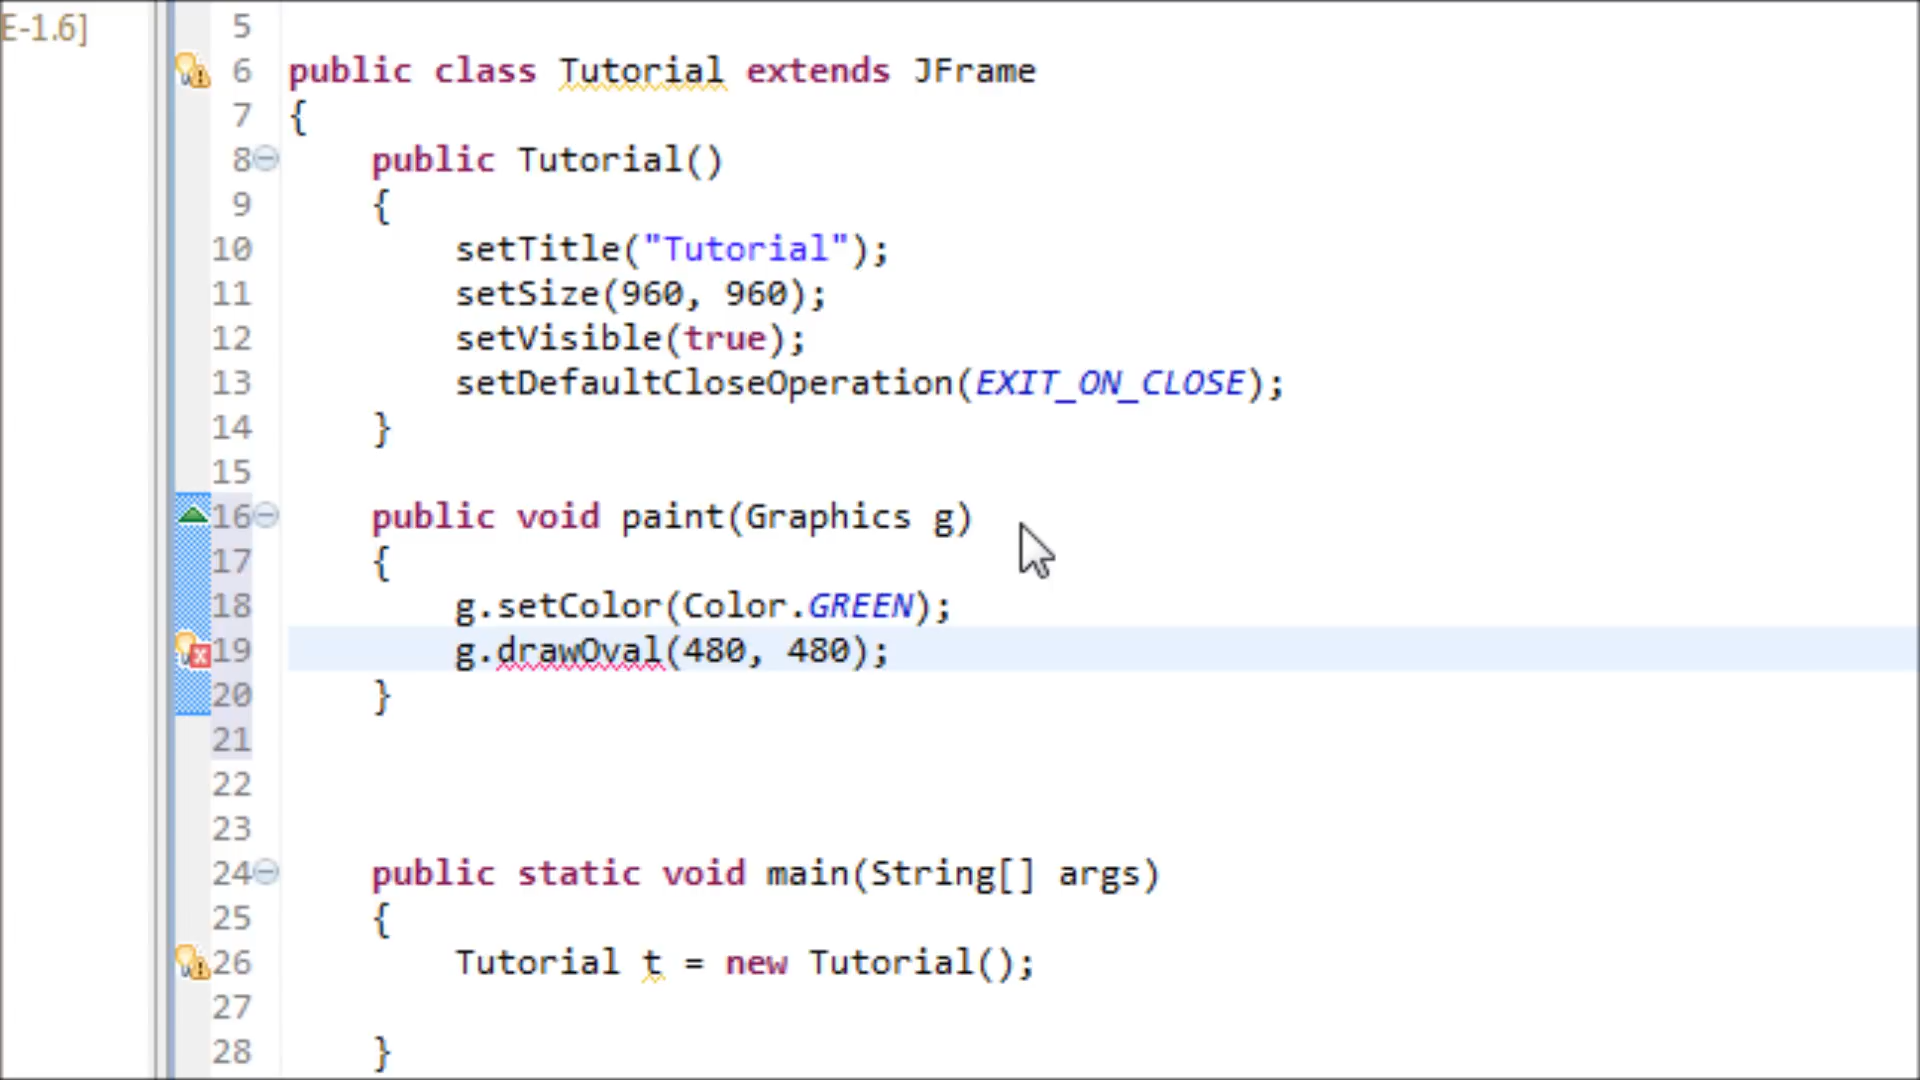 E-1.6]
5
6 public class Tutorial extends JFrame
7 {
8 public Tutorial()
9 {
10 setTitle("Tutorial");
11 setSize(960, 960);
12 setVisible(true);
13 setDefaultCloseOperation(EXIT_ON_CLOSE);
14 }
15
16 public void paint(Graphics g)
17 {
18 g.setColor(Color.GREEN);
19 g.drawOval(480, 480);
20 }
21
22
23
24 public static void main(String[] args)
25 {
26 Tutorial t = new Tutorial();
27
28 }